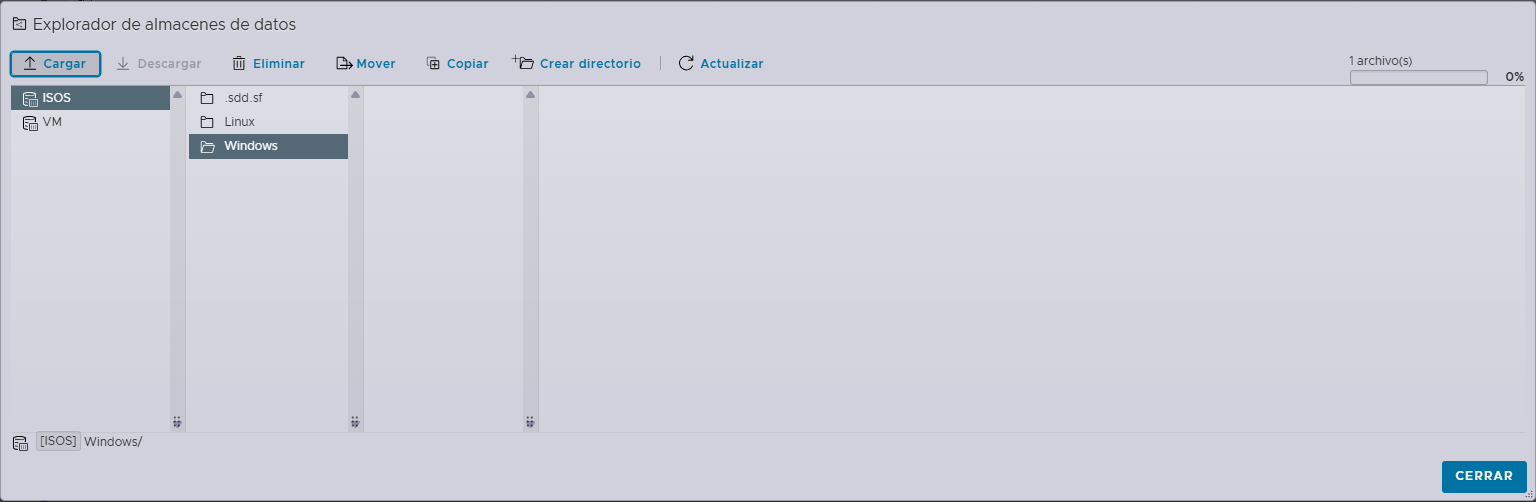 Explorador de almacenes de datos
Cargar Descargar Eliminar Mover Copiar Crear directorio Actualizar
1 archivo(s)
0%
ISOS
VM
.sdd.sf
Linux
Windows
[ISOS] Windows/
CERRAR